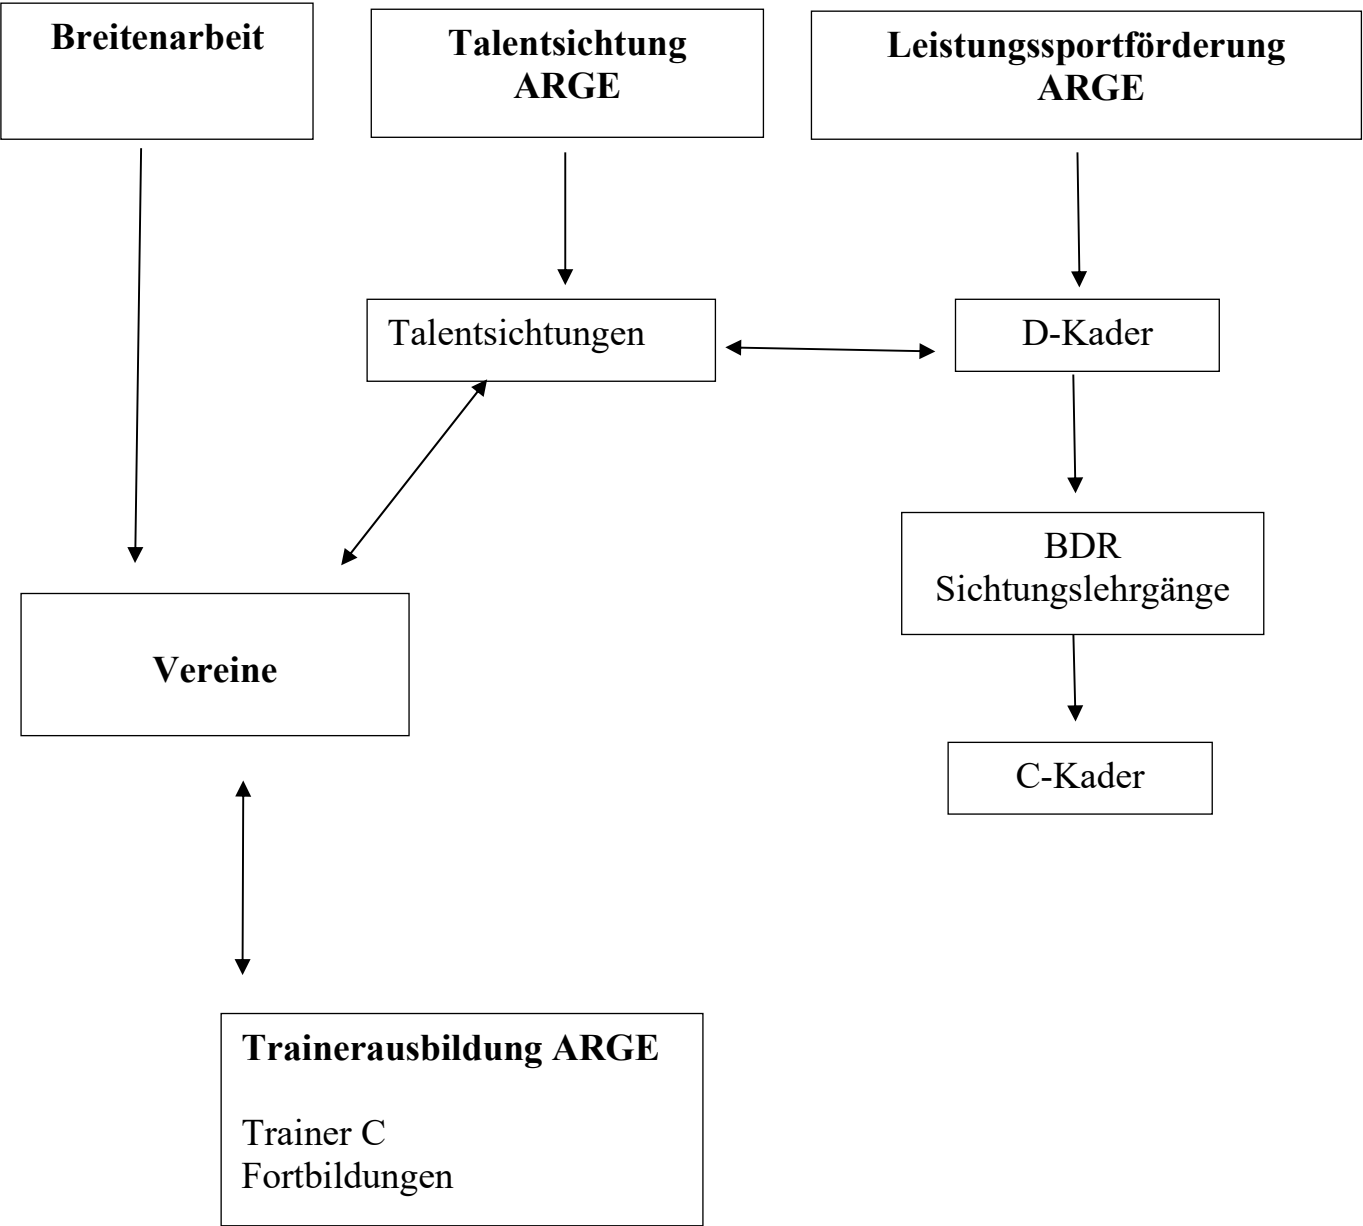 Breitenarbeit
Talentsichtung
ARGE
Leistungssportförderung
ARGE
Talentsichtungen
D-Kader
BDR
Sichtungslehrgänge
Vereine
C-Kader
Trainerausbildung ARGE
Trainer C
Fortbildungen